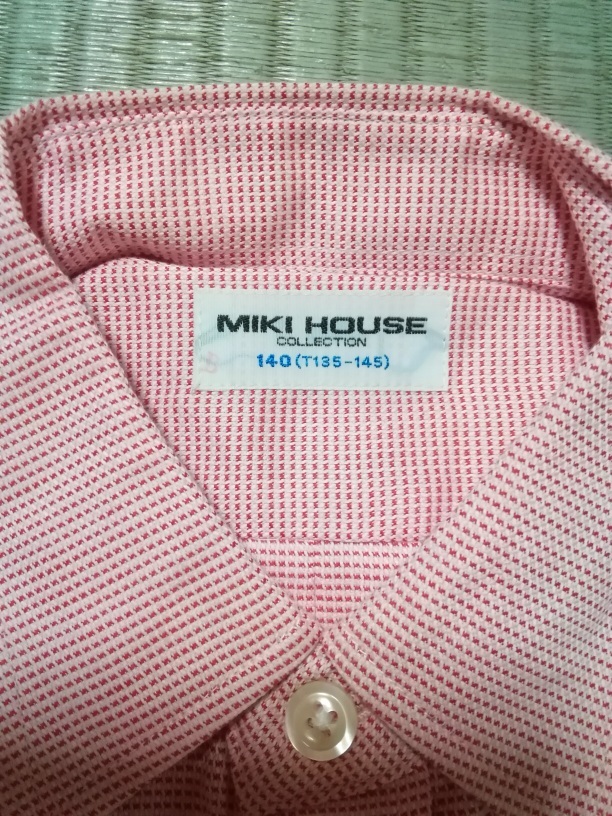 MIKI HOUSE
COLLECTION
140 (T135-145)